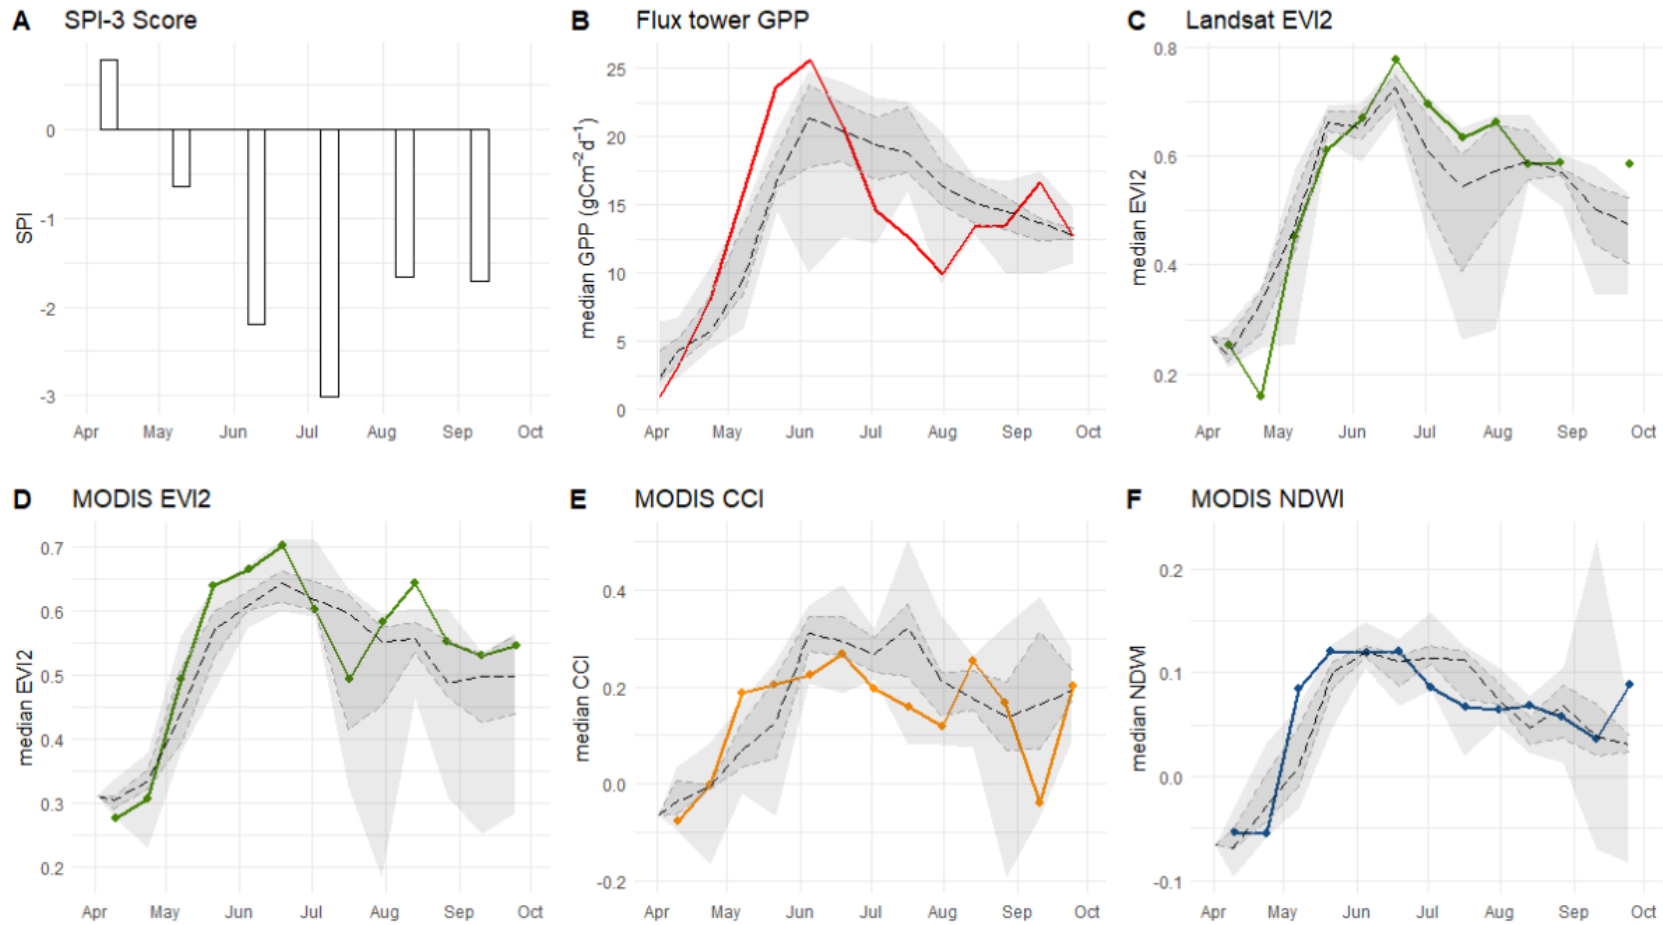 A SPI-3 Score
SPI
0
-1
-2
-3
Apr May Jun Jul Aug Sep Oct
B Flux tower GPP
median GPP (gCm⁻²d⁻¹)
25
20
15
10
5
0
Apr May Jun Jul Aug Sep Oct
C Landsat EVI2
median EVI2
0.8
0.6
0.4
0.2
Apr May Jun Jul Aug Sep Oct
D MODIS EVI2
median EVI2
0.7
0.6
0.5
0.4
0.3
0.2
Apr May Jun Jul Aug Sep Oct
E MODIS CCI
median CCI
0.4
0.2
0.0
-0.2
Apr May Jun Jul Aug Sep Oct
F MODIS NDWI
median NDWI
0.2
0.1
0.0
-0.1
Apr May Jun Jul Aug Sep Oct